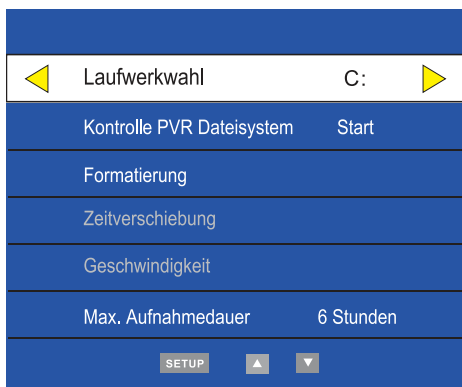 Laufwerkwahl C:
Kontrolle PVR Dateisystem Start
Formatierung
Zeitverschiebung
Geschwindigkeit
Max. Aufnahmedauer 6 Stunden
SETUP